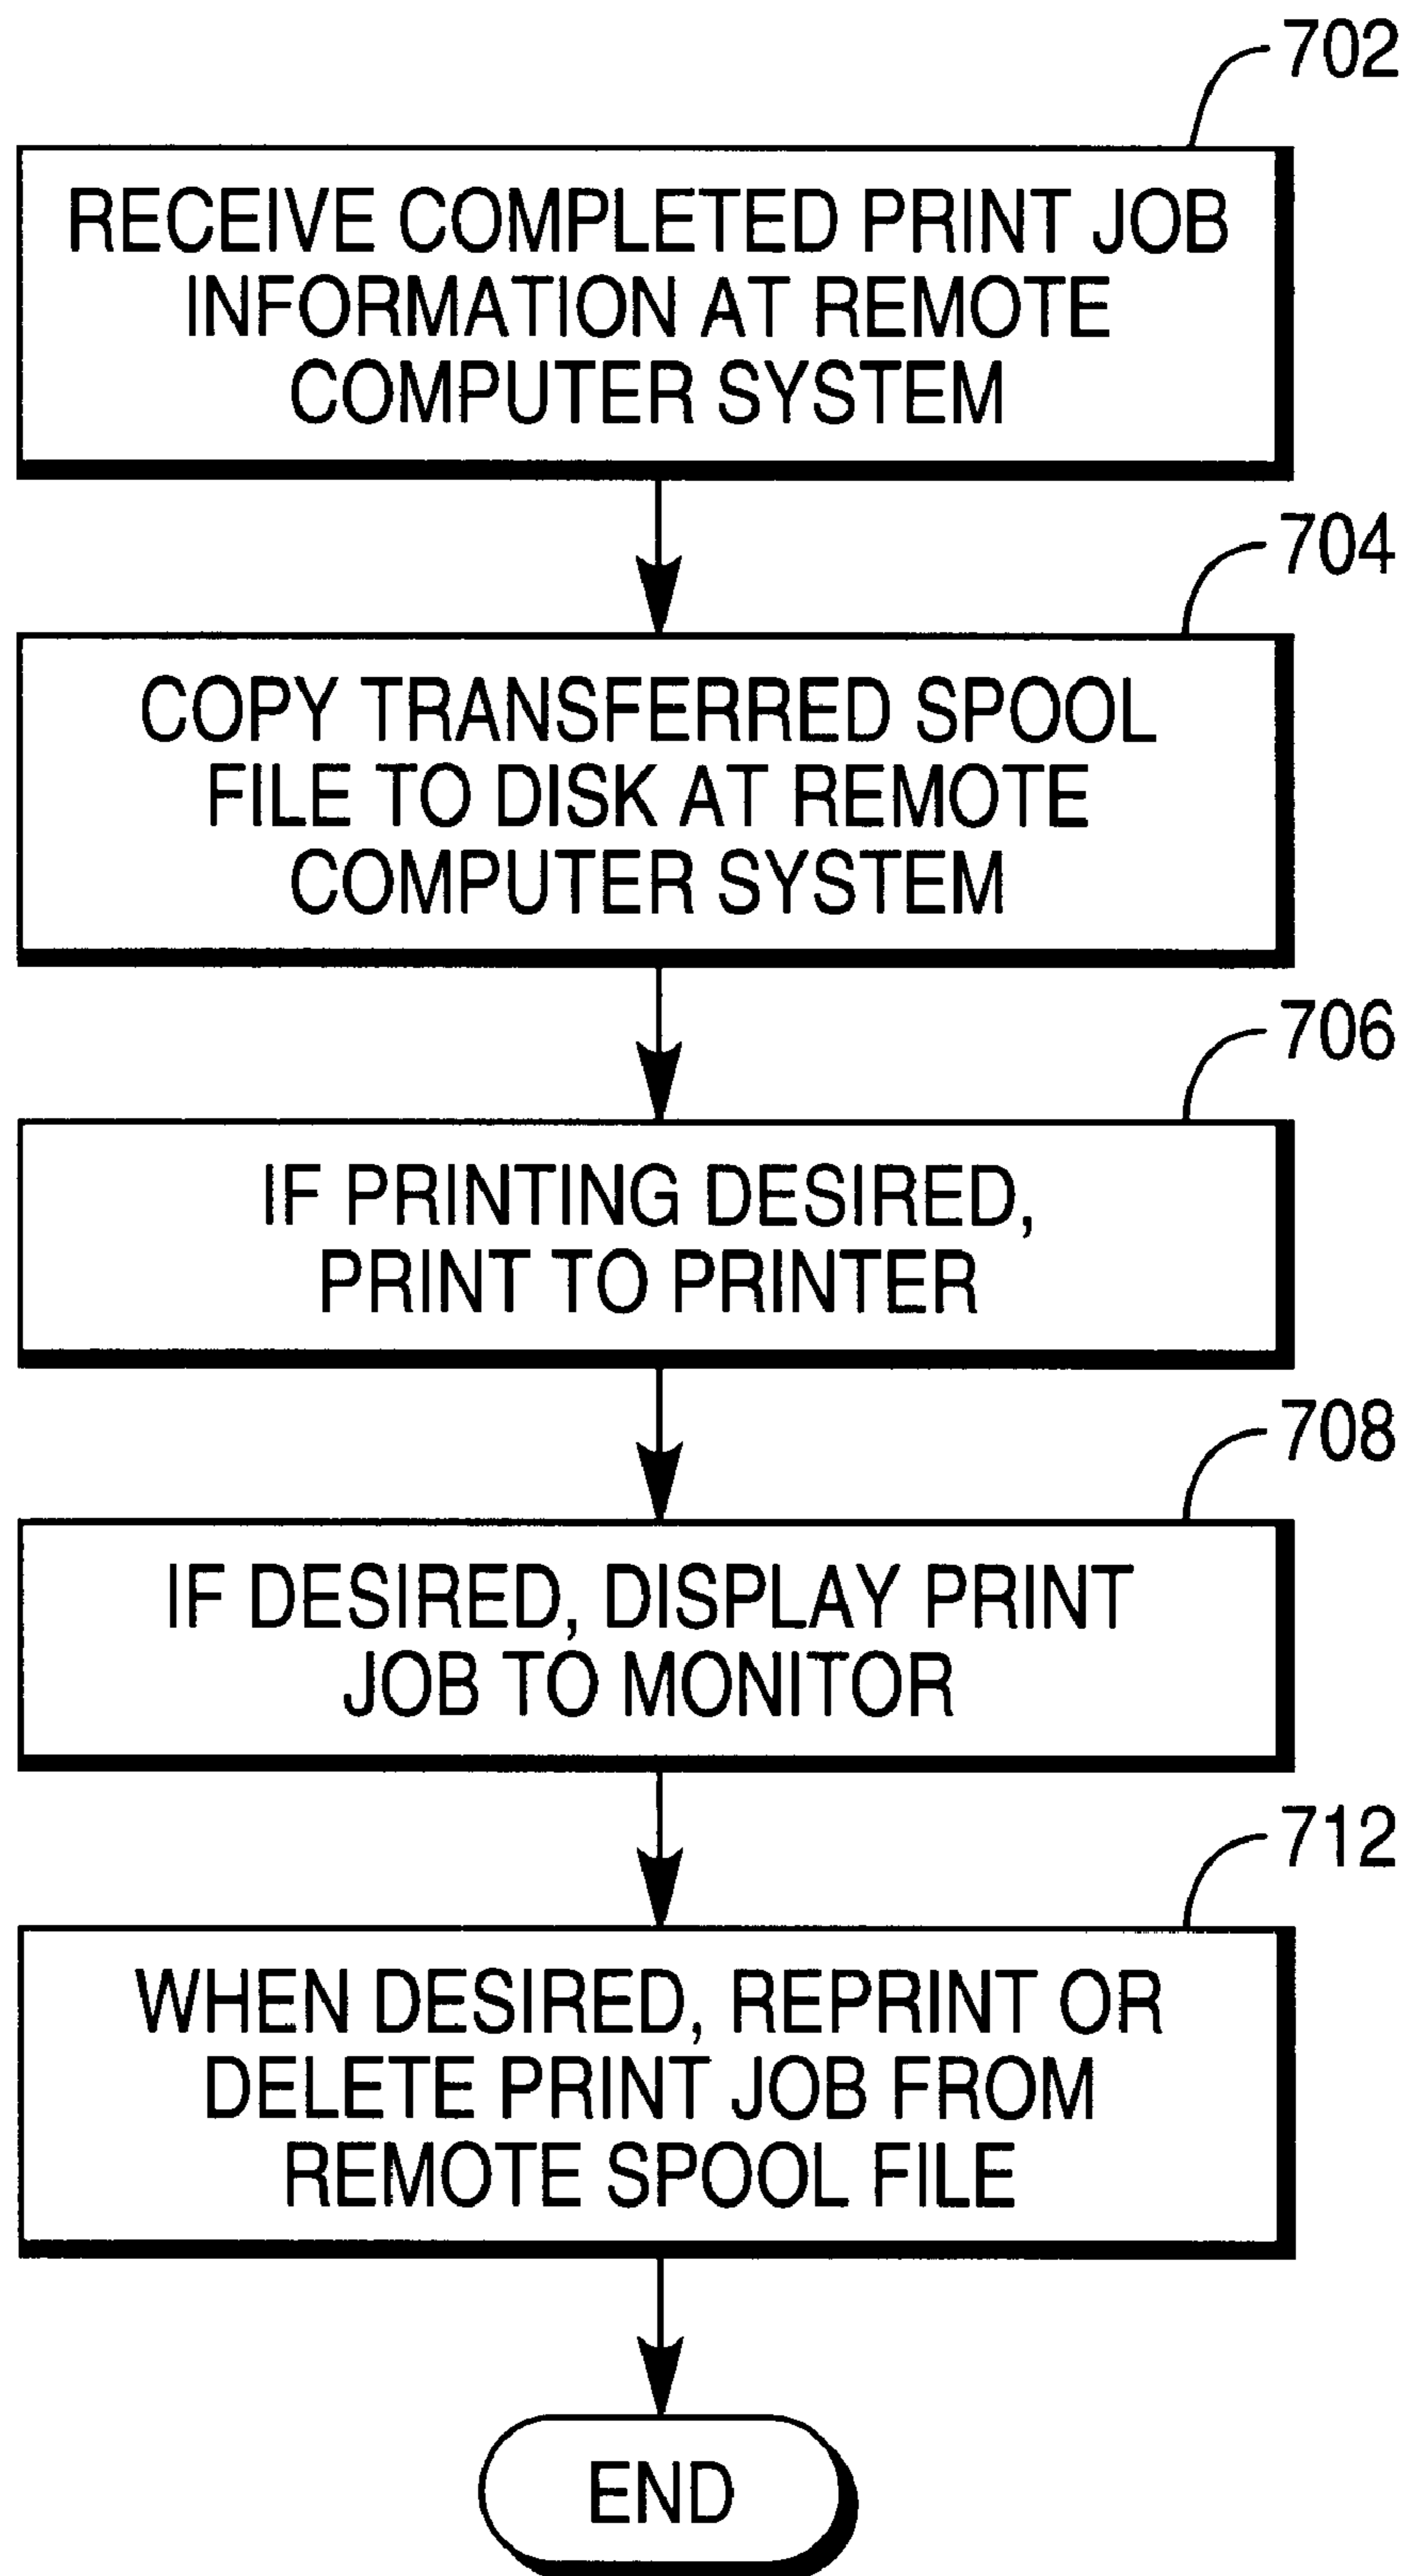 702
RECEIVE COMPLETED PRINT JOB
INFORMATION AT REMOTE
COMPUTER SYSTEM
704
COPY TRANSFERRED SPOOL
FILE TO DISK AT REMOTE
COMPUTER SYSTEM
706
IF PRINTING DESIRED,
PRINT TO PRINTER
708
IF DESIRED, DISPLAY PRINT
JOB TO MONITOR
712
WHEN DESIRED, REPRINT OR
DELETE PRINT JOB FROM
REMOTE SPOOL FILE
END